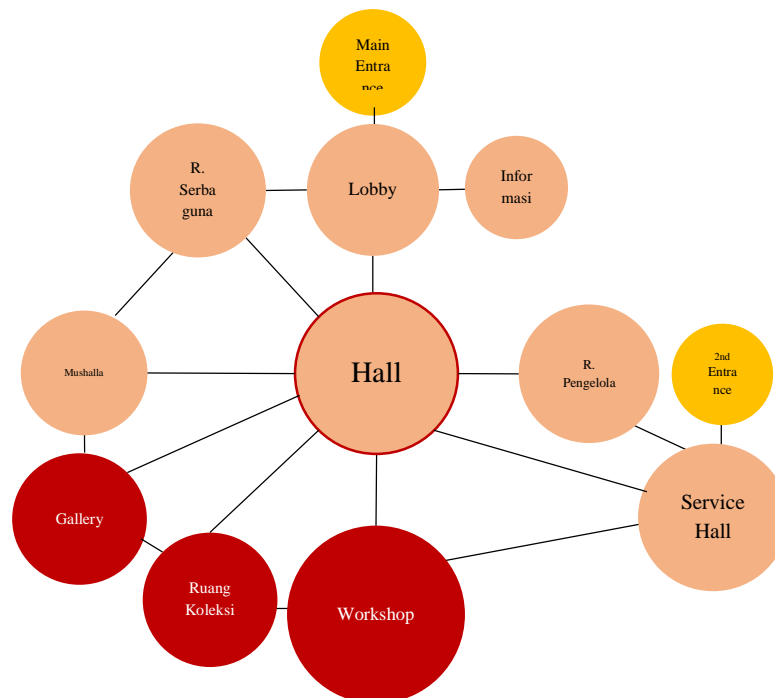 Main
Entra
nce
R.
Serba
guna
Lobby
Infor
masi
Hall
R.
Pengelola
2nd
Entra
nce
Mushalla
Gallery
Service
Hall
Ruang
Koleksi
Workshop